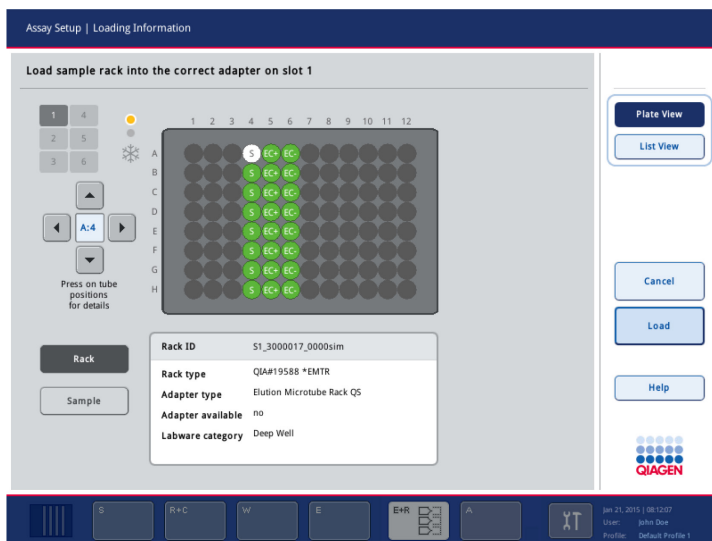 Assay Setup | Loading Information
Load sample rack into the correct adapter on slot 1
1 4
2 5
3 6
A:4
Press on tube
positions
for details
Rack
Sample
1 2 3 4 5 6 7 8 9 10 11 12
A S EC+ EC-
B S EC+ EC-
C S EC+ EC-
D S EC+ EC-
E S EC+ EC-
F S EC+ EC-
G S EC+ EC-
H S EC+ EC-
Rack ID S1_3000017_0000sim
Rack type QIA#19588 *EMTR
Adapter type Elution Microtube Rack QS
Adapter available no
Labware category Deep Well
Plate View
List View
Cancel
Load
Help
QIAGEN
S R+C W E E+R A
Jan 21, 2015 | 08:12:07
User: John Doe
Profile: Default Profile 1